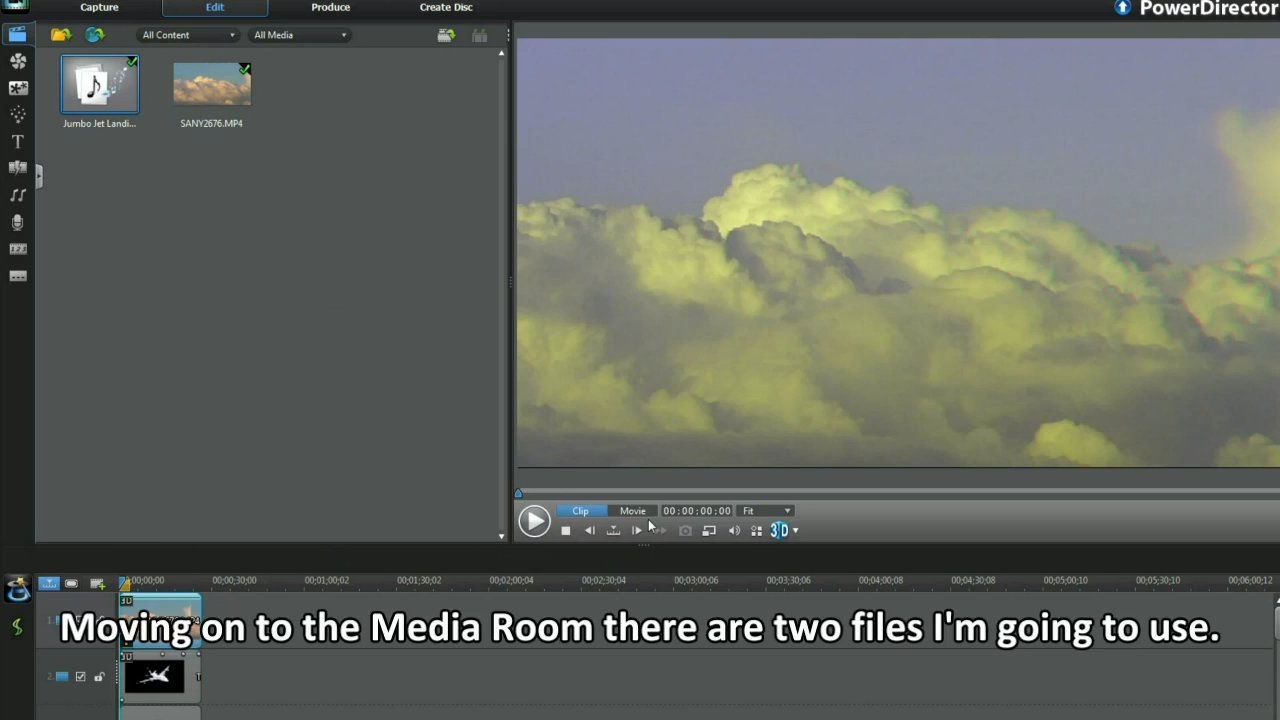 Capture
Edit
Produce
Create Disc
PowerDirector
All Content
All Media
Jumbo Jet Landi...
SANY2676.MP4
T
Clip
Movie
00:00:00:00
Fit
3D
00;00;00
00;00;30;00
00;01;00;02
00;01;30;02
00;02;00;04
00;02;30;04
00;03;00;06
00;03;30;06
00;04;00;08
00;04;30;08
00;05;00;10
00;05;30;10
00;06;00;12
3D
1.
Moving on to the Media Room there are two files I'm going to use.
3D
2.